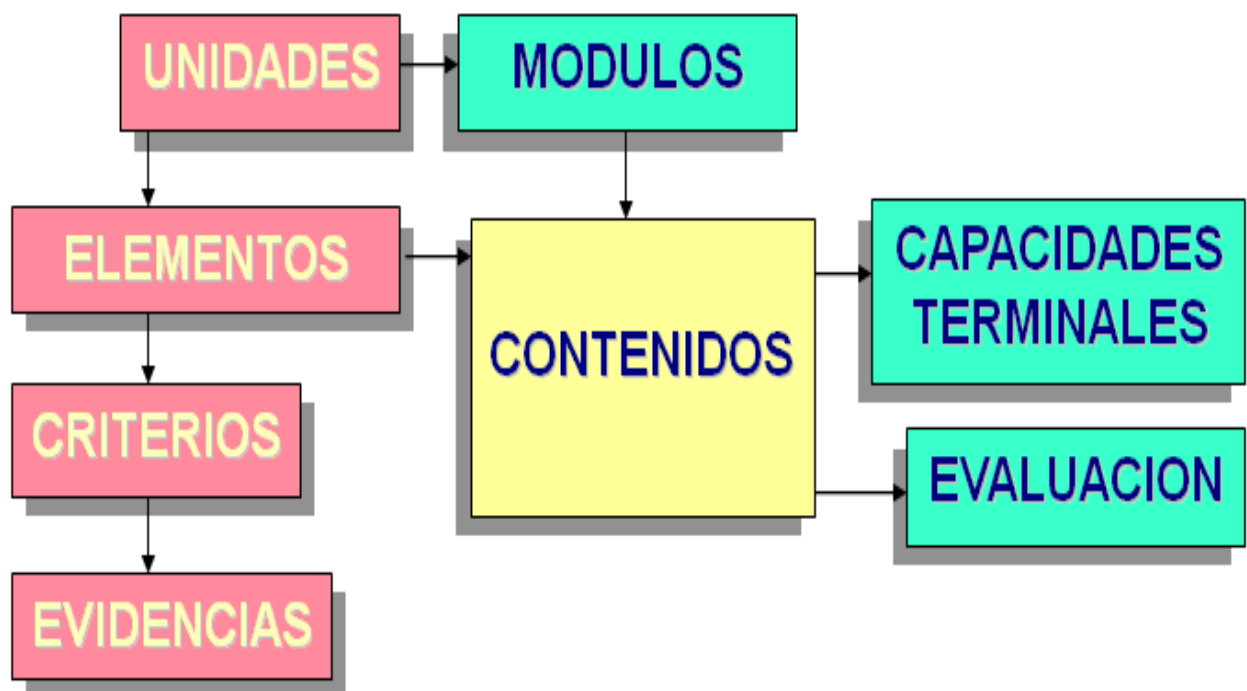 UNIDADES
MODULOS
ELEMENTOS
CONTENIDOS
CAPACIDADES
TERMINALES
CRITERIOS
EVALUACION
EVIDENCIAS